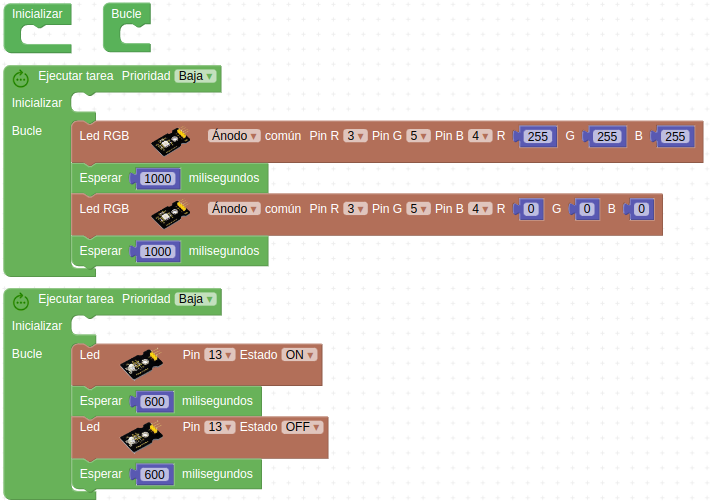 Inicializar Bucle
Ejecutar tarea Prioridad Baja
Inicializar
Bucle
Led RGB Ánodo común Pin R 3 Pin G 5 Pin B 4 R 255 G 255 B 255
Esperar 1000 milisegundos
Led RGB Ánodo común Pin R 3 Pin G 5 Pin B 4 R 0 G 0 B 0
Esperar 1000 milisegundos
Ejecutar tarea Prioridad Baja
Inicializar
Bucle
Led Pin 13 Estado ON
Esperar 600 milisegundos
Led Pin 13 Estado OFF
Esperar 600 milisegundos